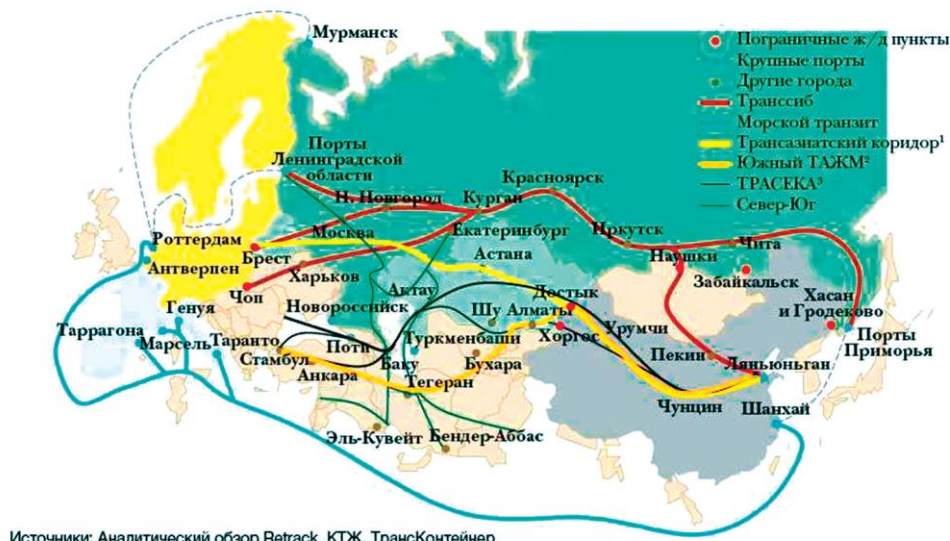 Мурманск
Пограничные ж/д пункты
Крупные порты
Другие города
Транссиб
Морской транзит
Трансазиатский коридор¹
Южный ТАЖМ²
ТРАСЕКА³
Север-Юг
Порты
Ленинградской
области
Н. Новгород
Курган
Красноярск
Москва
Екатеринбург
Иркутск
Чита
Роттердам
Брест
Наушки
Антверпен
Харьков
Астана
Забайкальск
Чоп
Новороссийск
Актау
Достык
Хасан
и Гродеково
Генуя
Шу
Алматы
Урумчи
Порты
Приморья
Таррагона
Марсель
Таранто
Поти
Туркменбаши
Хоргос
Стамбул
Баку
Бухара
Пекин
Ляньюньган
Анкара
Тегеран
Чунцин
Шанхай
Эль-Кувейт
Бендер-Аббас
Источники: Аналитический обзор Retrack, КТЖ, ТрансКонтейнер